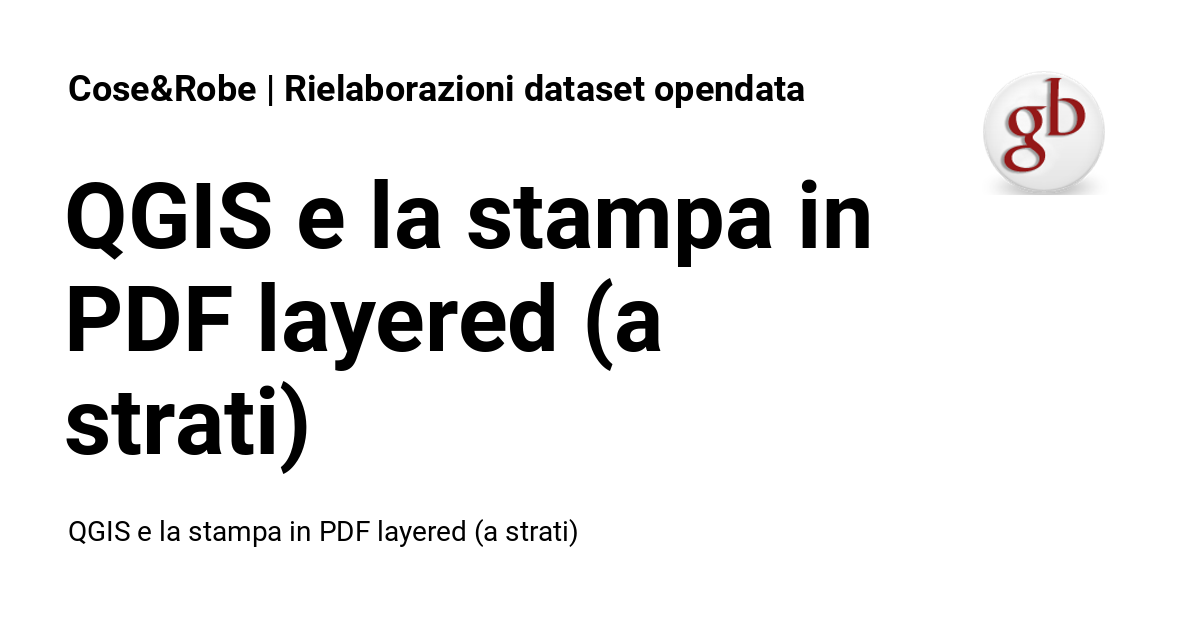 Cose&Robe | Rielaborazioni dataset opendata
gb
QGIS e la stampa in
PDF layered (a
strati)
QGIS e la stampa in PDF layered (a strati)